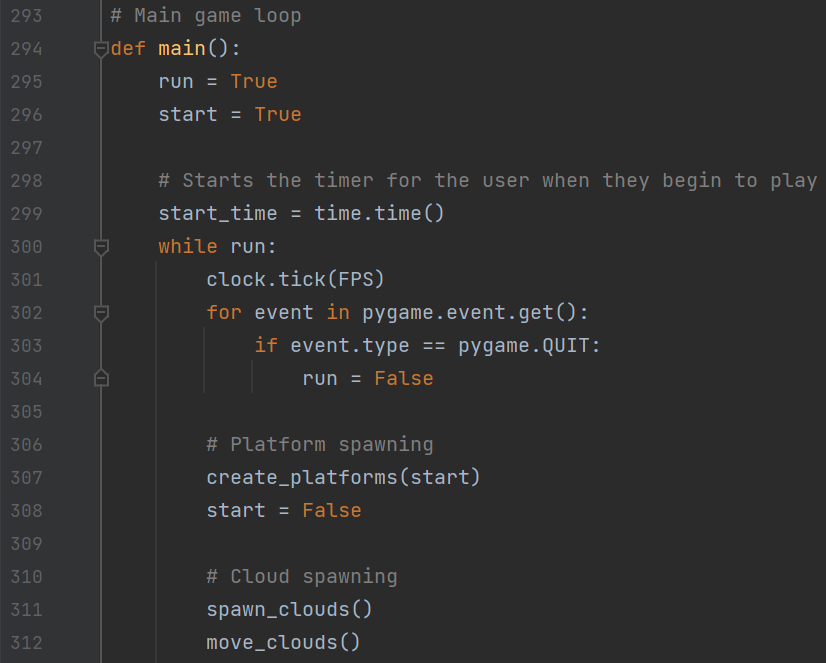 293 # Main game loop
294 def main():
295     run = True
296     start = True
297
298     # Starts the timer for the user when they begin to play
299     start_time = time.time()
300     while run:
301         clock.tick(FPS)
302         for event in pygame.event.get():
303             if event.type == pygame.QUIT:
304                 run = False
305
306         # Platform spawning
307         create_platforms(start)
308         start = False
309
310         # Cloud spawning
311         spawn_clouds()
312         move_clouds()